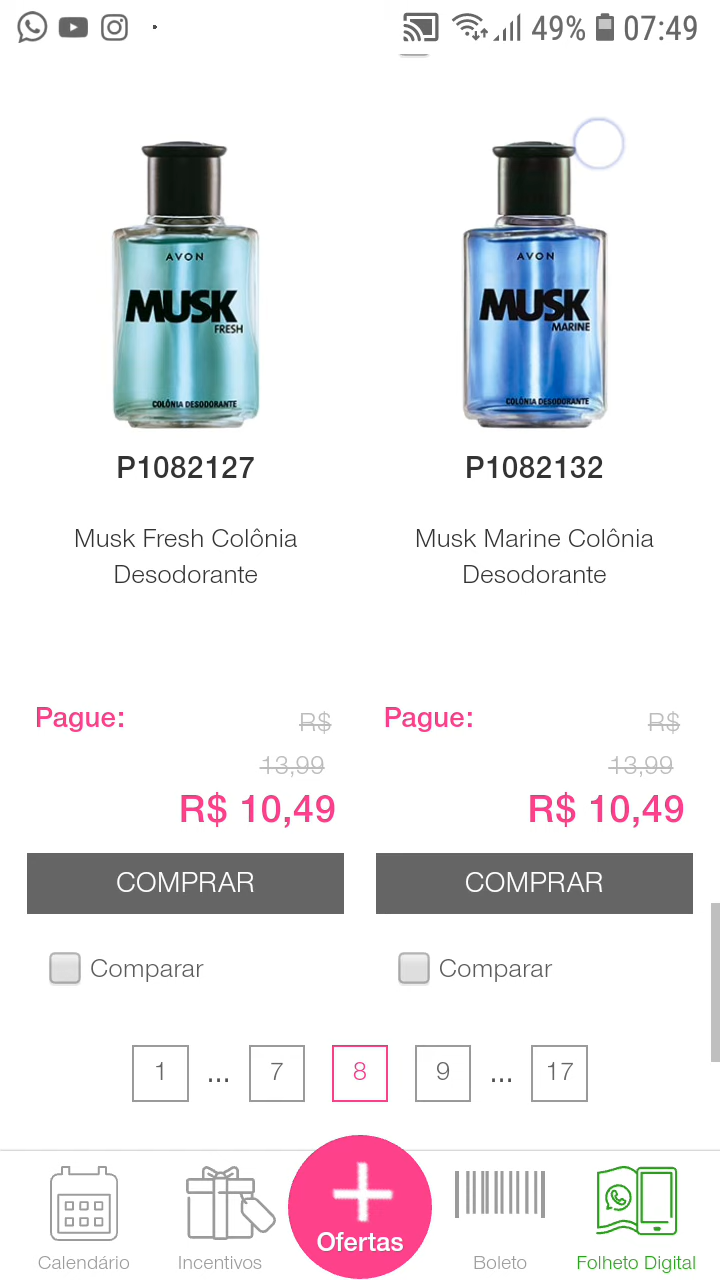 49% 07:49
AVON
MUSK
FRESH
COLÔNIA DESODORANTE
AVON
MUSK
MARINE
COLÔNIA DESODORANTE
P1082127
P1082132
Musk Fresh Colônia
Desodorante
Musk Marine Colônia
Desodorante
Pague:
R$
13,99
R$ 10,49
Pague:
R$
13,99
R$ 10,49
COMPRAR
COMPRAR
Comparar
Comparar
1 ... 7 8 9 ... 17
Calendário
Incentivos
Ofertas
Boleto
Folheto Digital